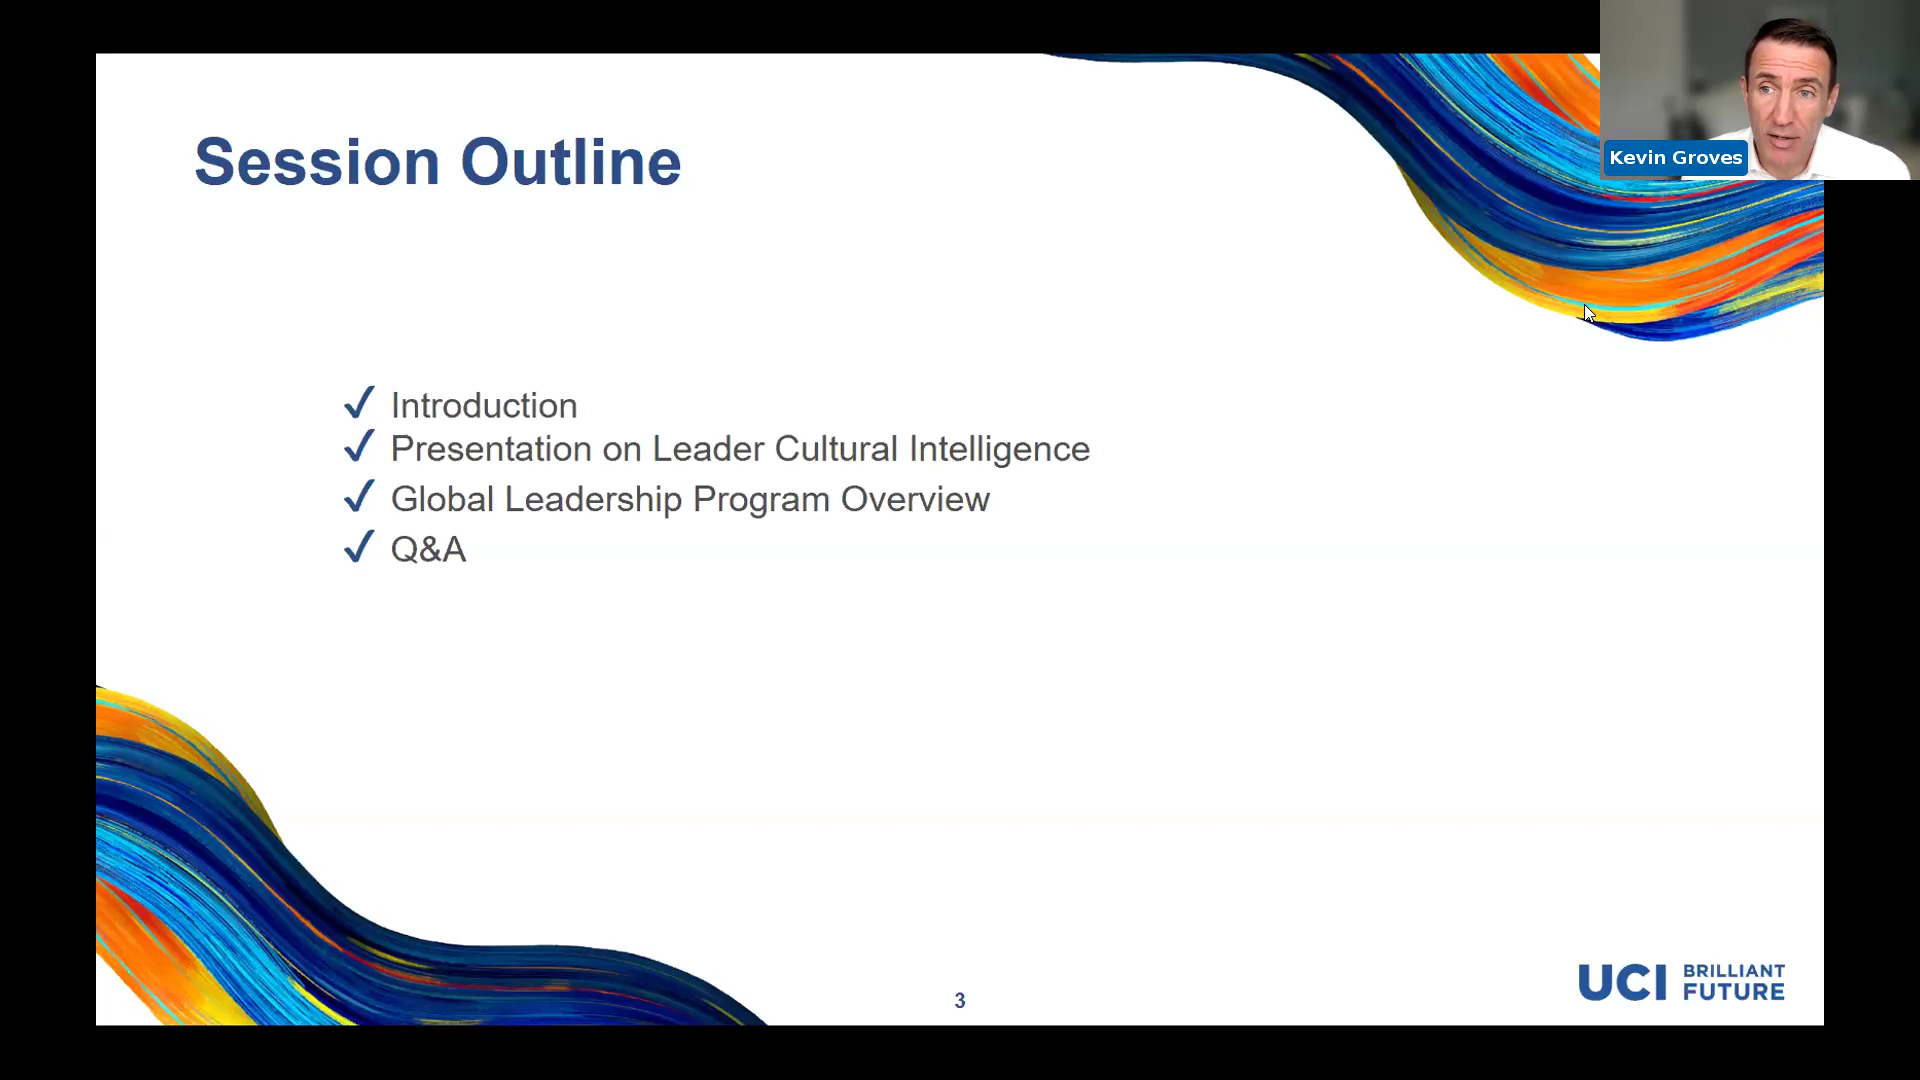 Session Outline
Kevin Groves
✓ Introduction
✓ Presentation on Leader Cultural Intelligence
✓ Global Leadership Program Overview
✓ Q&A
3
UCI BRILLIANT
FUTURE